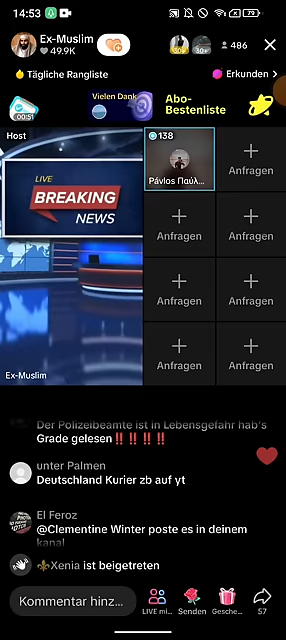 14:53
79
Ex-Muslim
49.9K
486
Tägliche Rangliste
Erkunden >
00:51
Vielen Dank
Abo-
Bestenliste
Host
138
Pávlos Παύλ...
Anfragen
LIVE
BREAKING
NEWS
Anfragen
Anfragen
Anfragen
Anfragen
Anfragen
Anfragen
Ex-Muslim
Der Polizeibeamte ist in Lebensgefahr hab's
Grade gelesen‼️‼️‼️‼️
unter Palmen
Deutschland Kurier zb auf yt
El Feroz
@Clementine Winter poste es in deinem
kanal
⚜️Xenia ist beigetreten
Kommentar hinz...
LIVE mi...
Senden
Gesche...
57